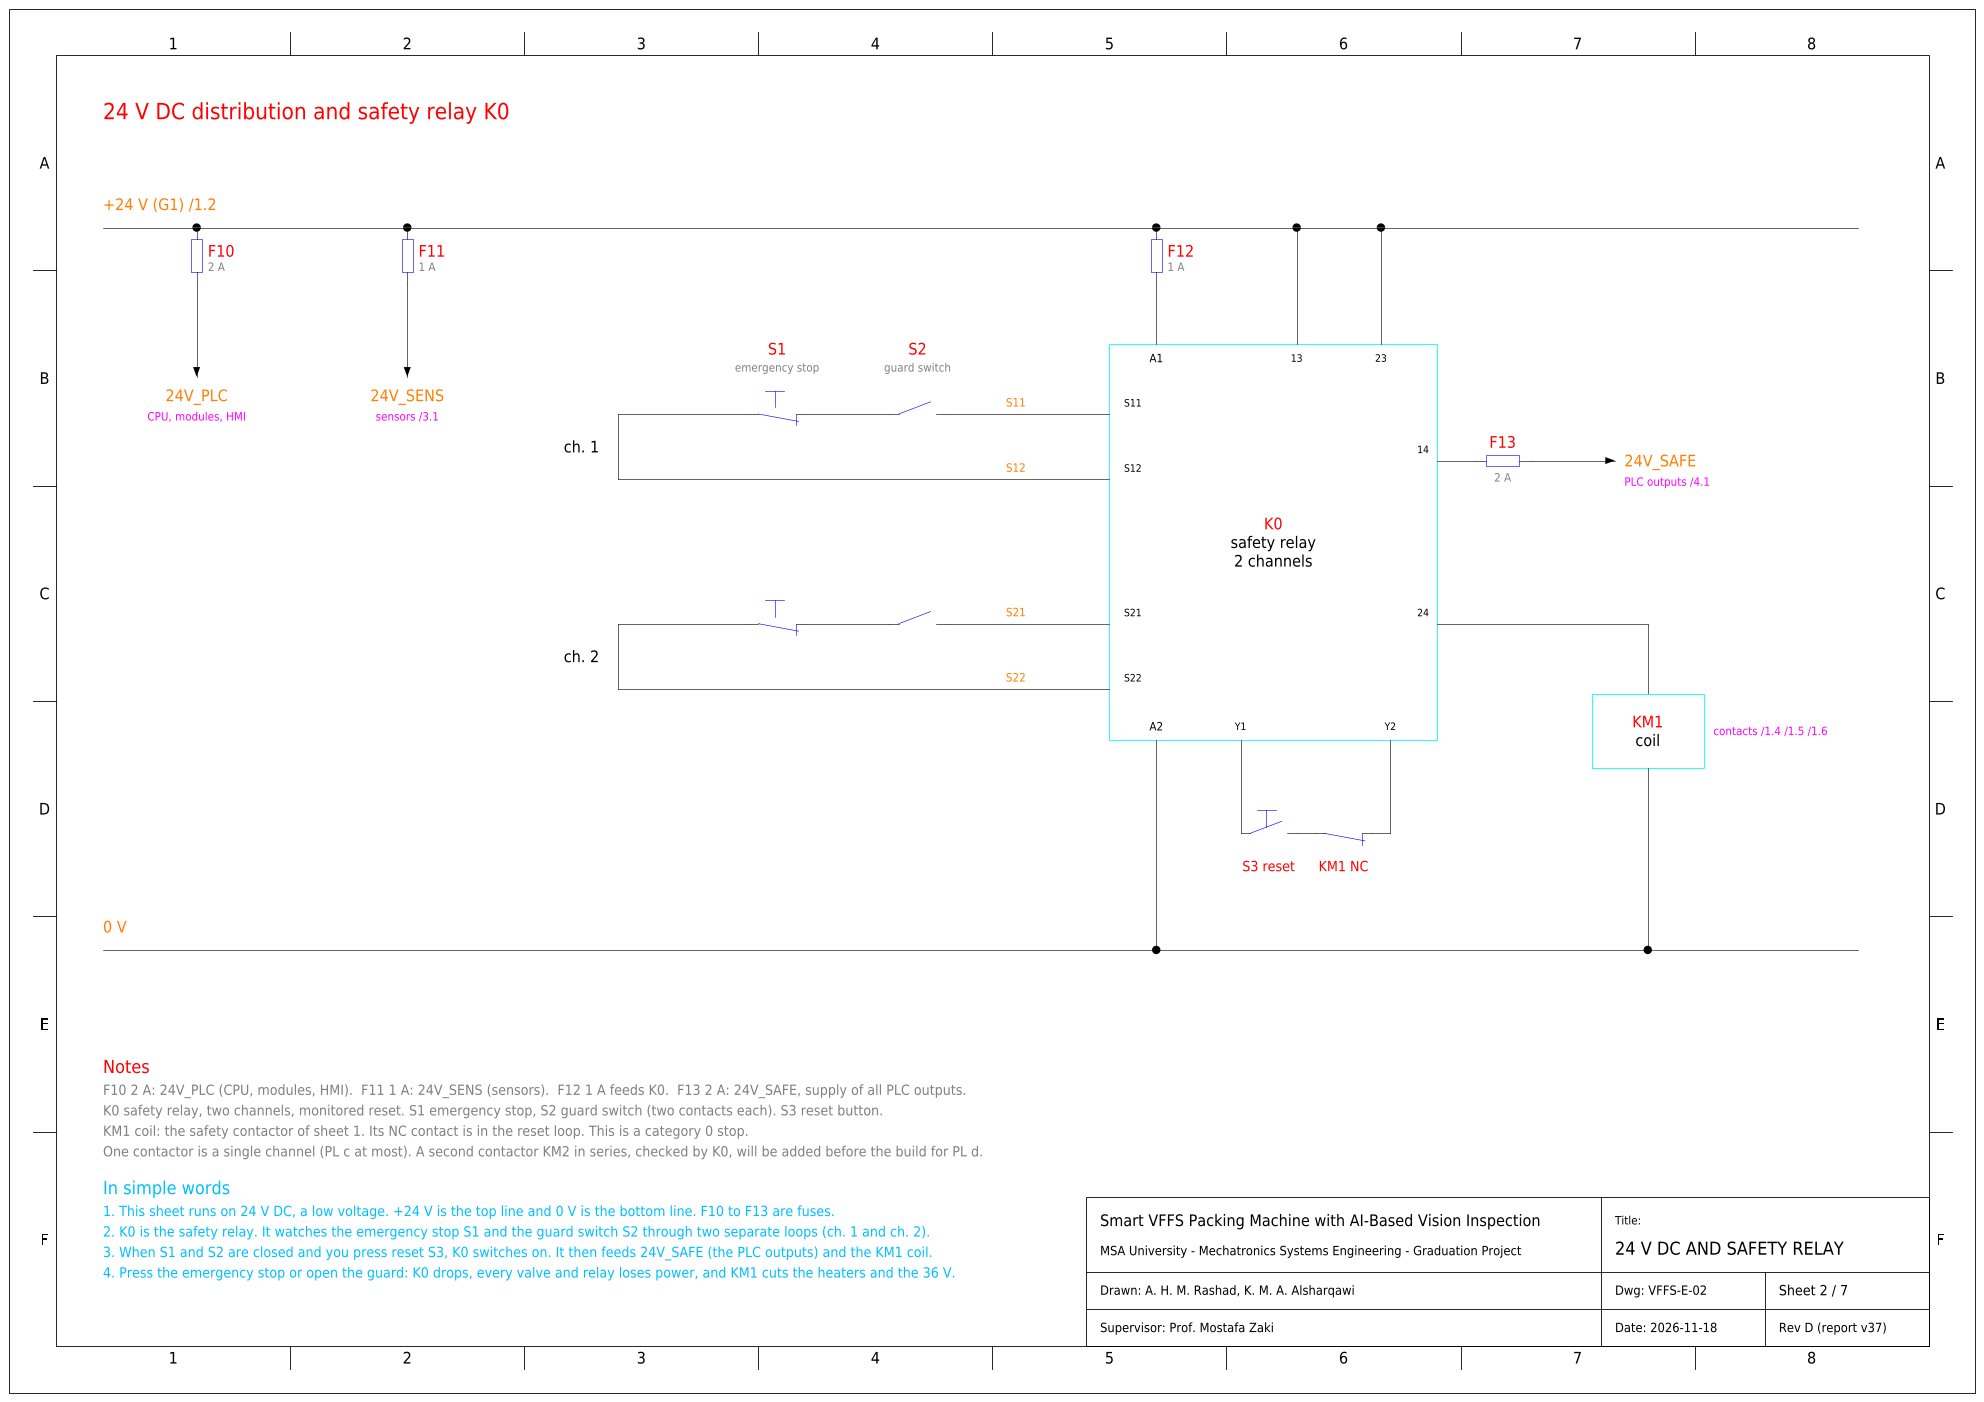 1 2 3 4 5 6 7 8
24 V DC distribution and safety relay K0
A A
+24 V (G1) /1.2
F10
2 A
F11
1 A
F12
1 A
B B
24V_PLC
CPU, modules, HMI
24V_SENS
sensors /3.1
S1
emergency stop
S2
guard switch
A1 13 23
S11 S11
ch. 1
S12 S12
14
F13
2 A
24V_SAFE
PLC outputs /4.1
K0
safety relay
2 channels
C C
S21 S21
24
ch. 2
S22 S22
A2 Y1 Y2
KM1
coil
contacts /1.4 /1.5 /1.6
D D
S3 reset KM1 NC
0 V
E E
Notes
F10 2 A: 24V_PLC (CPU, modules, HMI). F11 1 A: 24V_SENS (sensors). F12 1 A feeds K0. F13 2 A: 24V_SAFE, supply of all PLC outputs.
K0 safety relay, two channels, monitored reset. S1 emergency stop, S2 guard switch (two contacts each). S3 reset button.
KM1 coil: the safety contactor of sheet 1. Its NC contact is in the reset loop. This is a category 0 stop.
One contactor is a single channel (PL c at most). A second contactor KM2 in series, checked by K0, will be added before the build for PL d.
In simple words
1. This sheet runs on 24 V DC, a low voltage. +24 V is the top line and 0 V is the bottom line. F10 to F13 are fuses.
2. K0 is the safety relay. It watches the emergency stop S1 and the guard switch S2 through two separate loops (ch. 1 and ch. 2).
3. When S1 and S2 are closed and you press reset S3, K0 switches on. It then feeds 24V_SAFE (the PLC outputs) and the KM1 coil.
4. Press the emergency stop or open the guard: K0 drops, every valve and relay loses power, and KM1 cuts the heaters and the 36 V.
F F
Smart VFFS Packing Machine with AI-Based Vision Inspection
MSA University - Mechatronics Systems Engineering - Graduation Project
Title:
24 V DC AND SAFETY RELAY
Drawn: A. H. M. Rashad, K. M. A. Alsharqawi
Dwg: VFFS-E-02
Sheet 2 / 7
Supervisor: Prof. Mostafa Zaki
Date: 2026-11-18
Rev D (report v37)
1 2 3 4 5 6 7 8